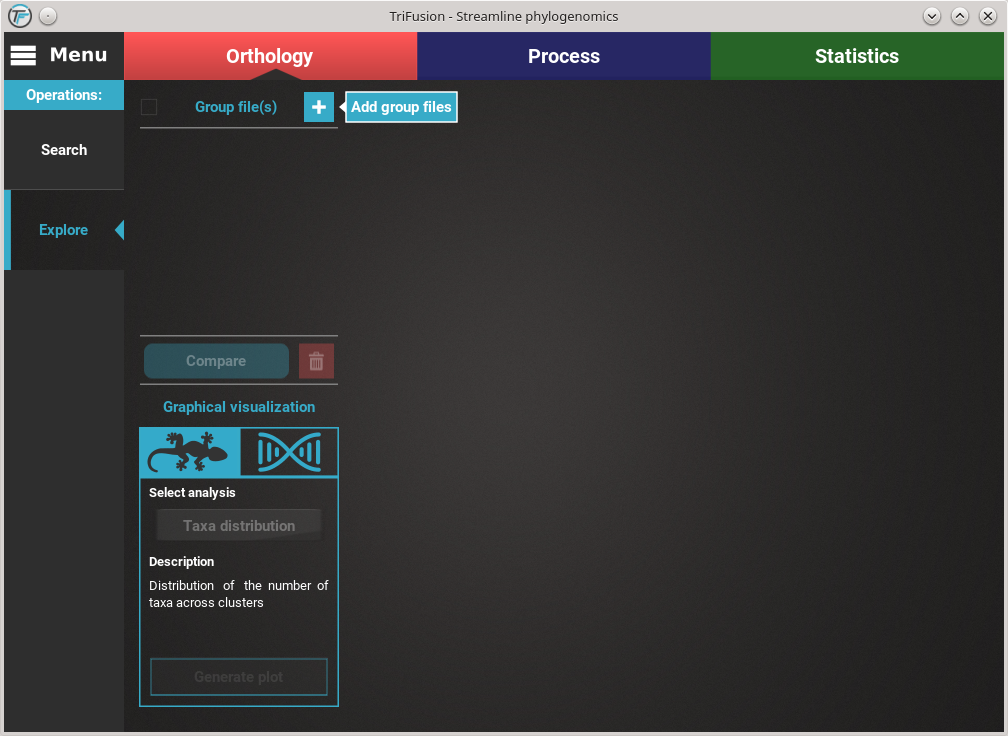 TriFusion - Streamline phylogenomics
Menu
Orthology
Process
Statistics
Operations:
Group file(s)
Add group files
Search
Explore
Compare
Graphical visualization
Select analysis
Taxa distribution
Description
Distribution of the number of
taxa across clusters
Generate plot